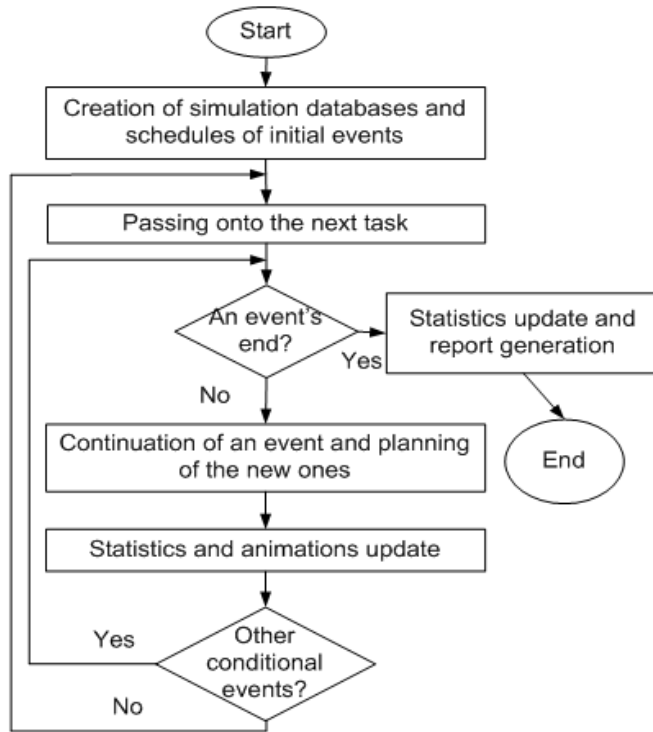 Start
Creation of simulation databases and
schedules of initial events
Passing onto the next task
An event's
end?
Yes
Statistics update and
report generation
No
End
Continuation of an event and planning
of the new ones
Statistics and animations update
Yes
Other
conditional
events?
No